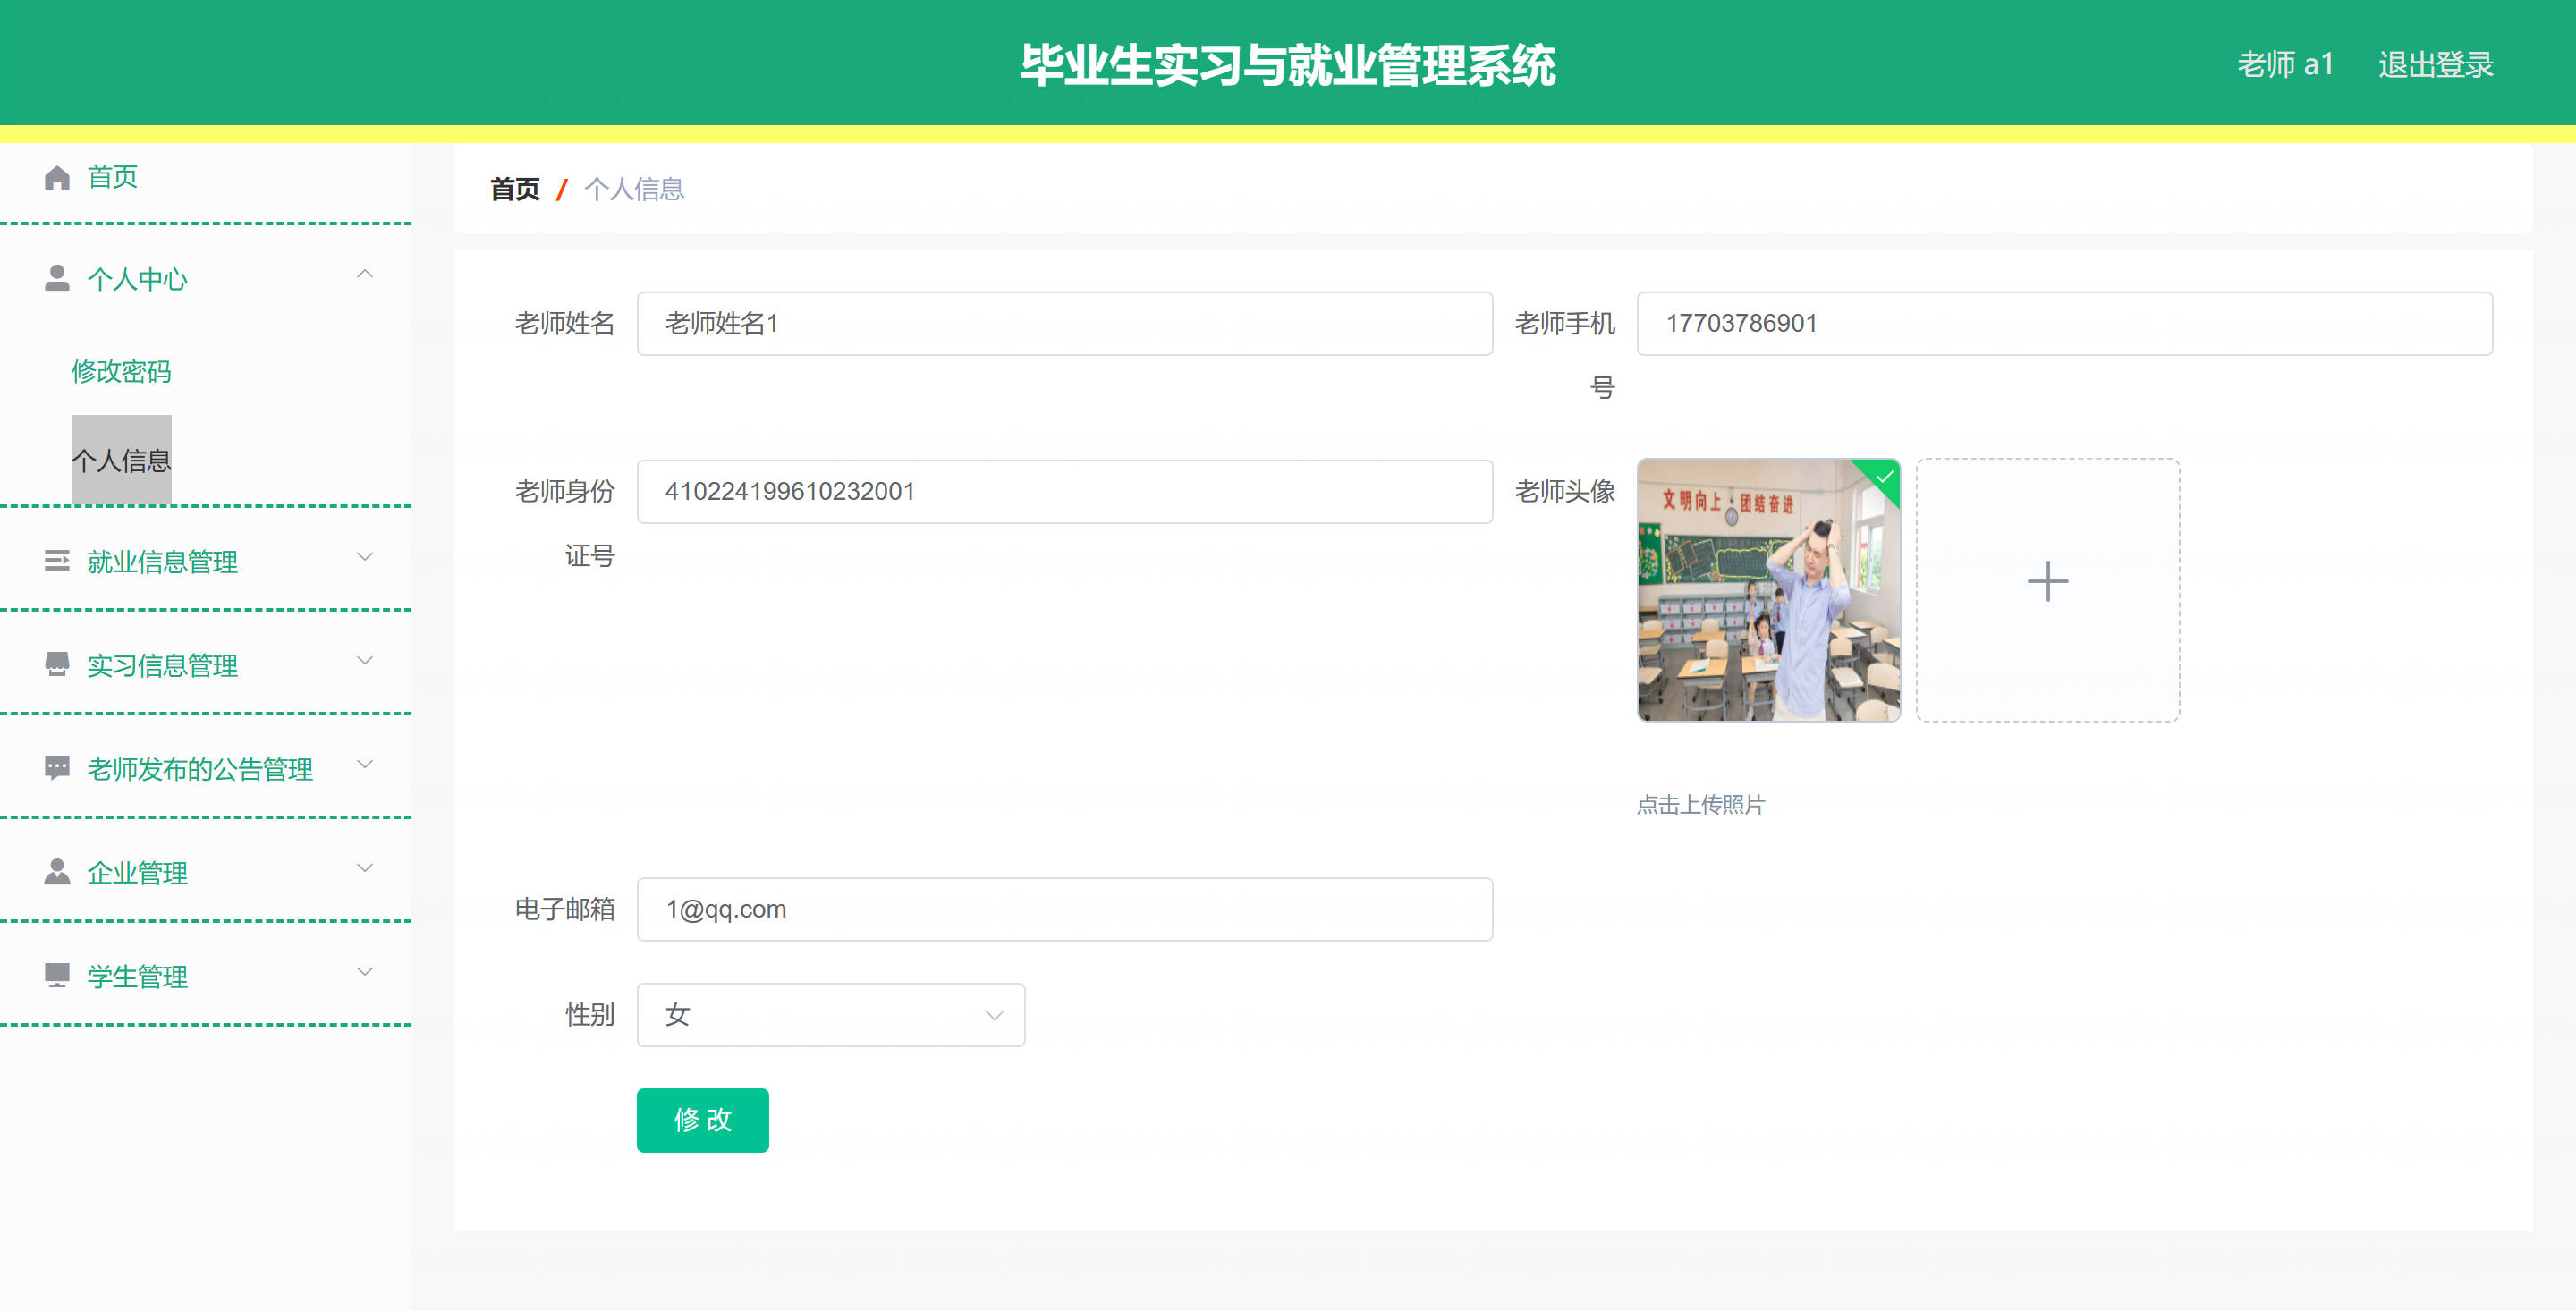 毕业生实习与就业管理系统
老师 a1
退出登录
首页
个人中心
修改密码
个人信息
就业信息管理
实习信息管理
老师发布的公告管理
企业管理
学生管理
首页 / 个人信息
老师姓名
老师姓名1
老师手机
号
17703786901
老师身份
证号
410224199610232001
老师头像
文明向上 团结奋进
点击上传照片
电子邮箱
1@qq.com
性别
女
修 改